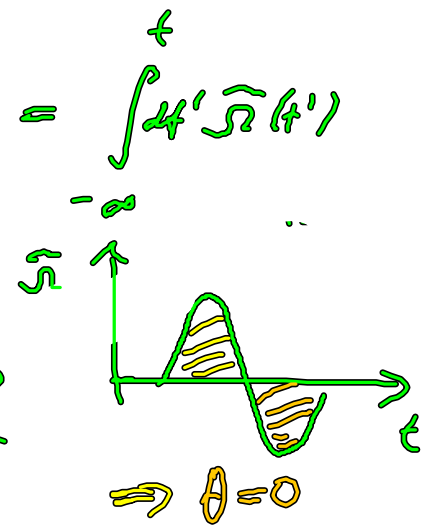 t
= ∫ dt' Ω̃(t')
-∞
Ω̃
t
⇒ θ=0